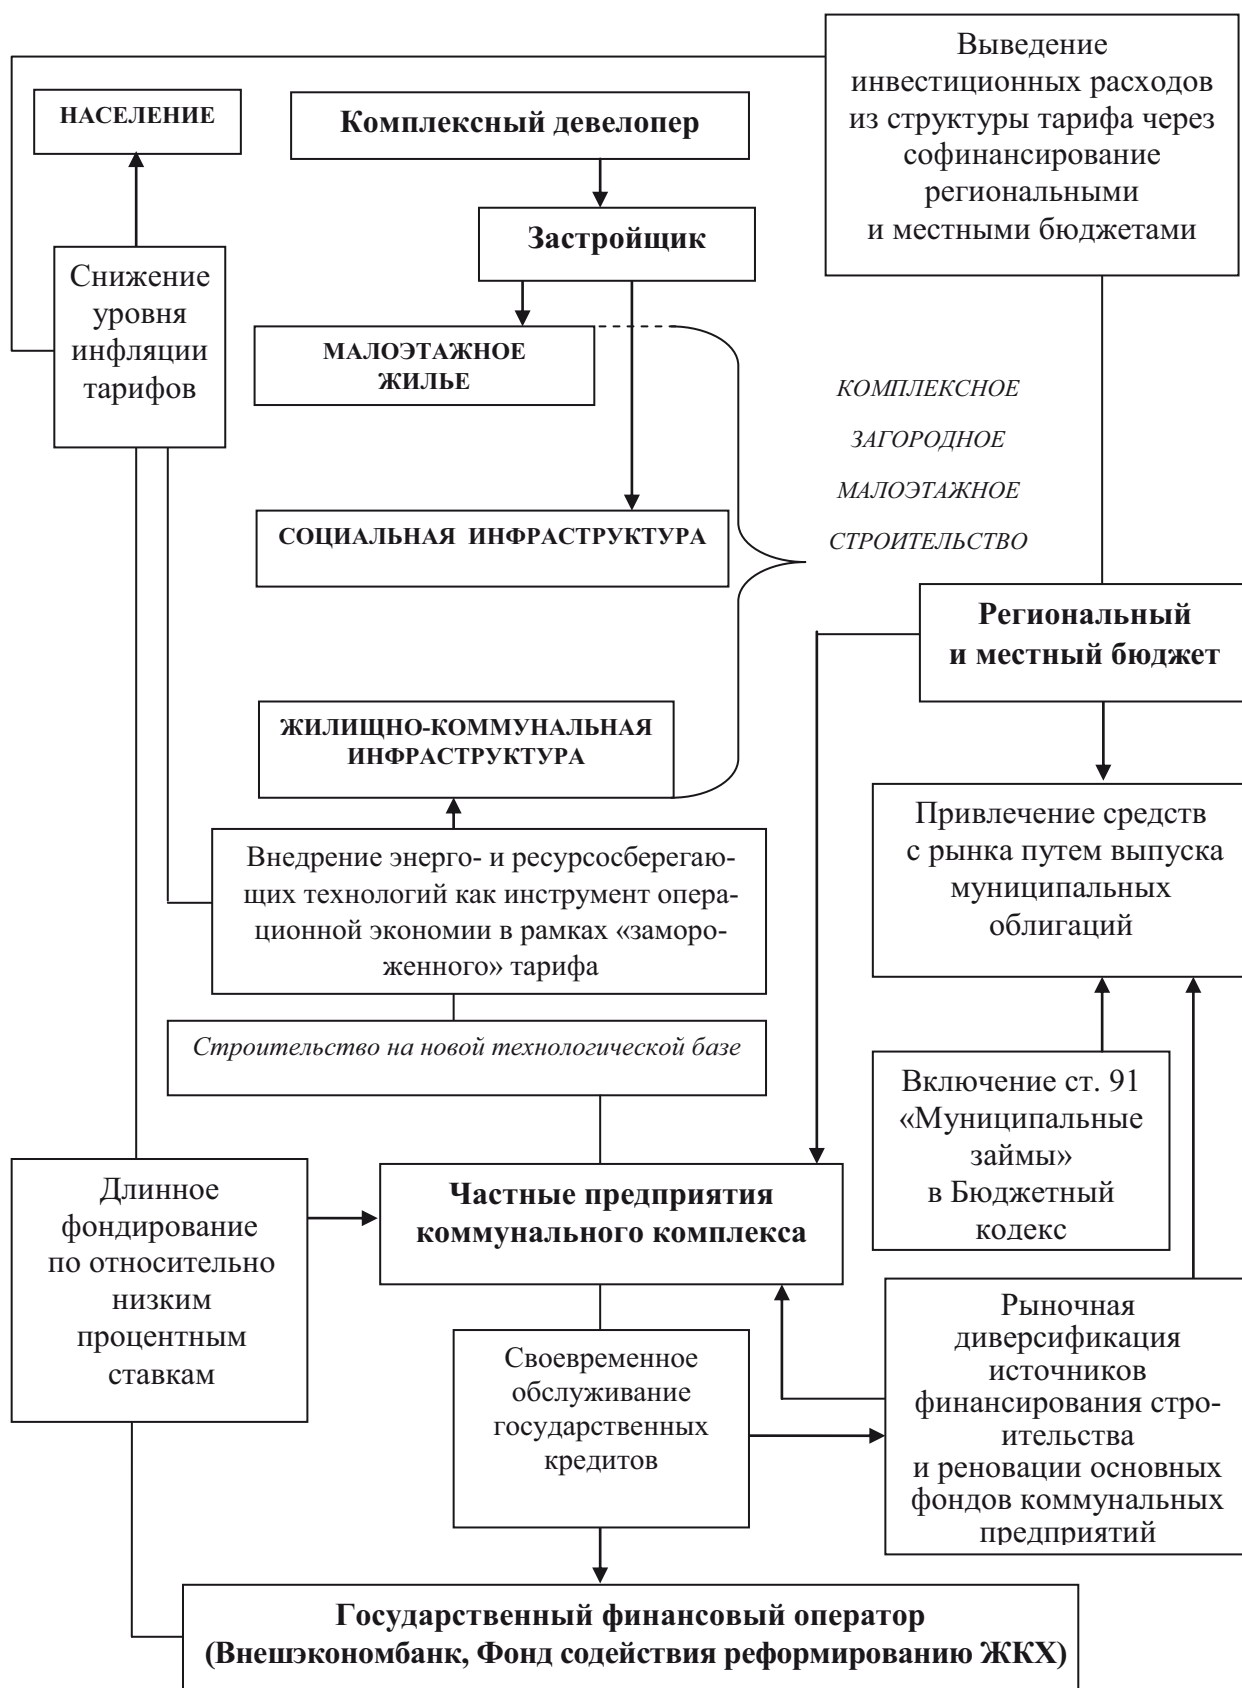 Выведение
инвестиционных расходов
из структуры тарифа через
софинансирование
региональными
и местными бюджетами
НАСЕЛЕНИЕ
Комплексный девелопер
Застройщик
Снижение
уровня
инфляции
тарифов
МАЛОЭТАЖНОЕ
ЖИЛЬЕ
КОМПЛЕКСНОЕ
ЗАГОРОДНОЕ
МАЛОЭТАЖНОЕ
СТРОИТЕЛЬСТВО
СОЦИАЛЬНАЯ ИНФРАСТРУКТУРА
Региональный
и местный бюджет
ЖИЛИЩНО-КОММУНАЛЬНАЯ
ИНФРАСТРУКТУРА
Привлечение средств
с рынка путем выпуска
муниципальных
облигаций
Внедрение энерго- и ресурсосберегаю-
щих технологий как инструмент опера-
ционной экономии в рамках «заморо-
женного» тарифа
Строительство на новой технологической базе
Включение ст. 91
«Муниципальные
займы»
в Бюджетный
кодекс
Длинное
фондирование
по относительно
низким
процентным
ставкам
Частные предприятия
коммунального комплекса
Своевременное
обслуживание
государственных
кредитов
Рыночная
диверсификация
источников
финансирования стро-
ительства
и реновации основных
фондов коммунальных
предприятий
Государственный финансовый оператор
(Внешэкономбанк, Фонд содействия реформированию ЖКХ)